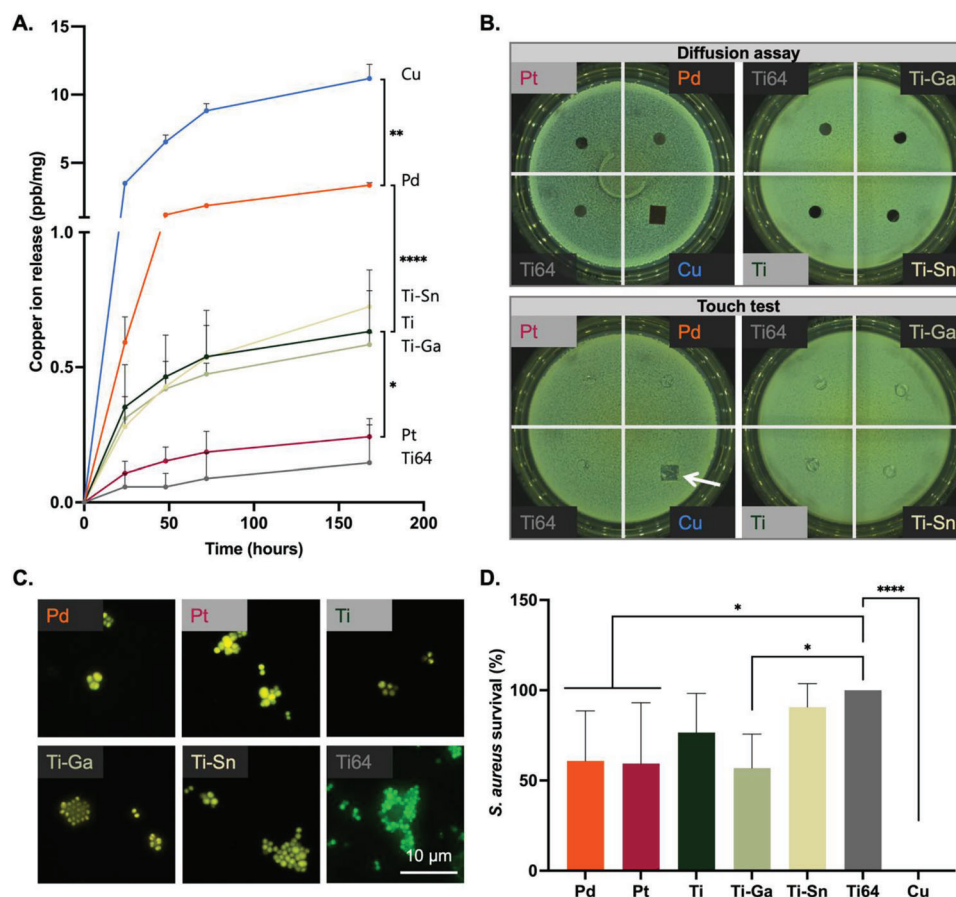 A.
15
10
5
1.0
0.5
0.0
0
50
100
150
200
Copper ion release (ppb/mg)
Time (hours)
Cu
**
Pd
****
Ti-Sn
Ti
Ti-Ga
*
Pt
Ti64
B.
Diffusion assay
Pt
Pd
Ti64
Ti-Ga
Ti64
Cu
Ti
Ti-Sn
Touch test
Pt
Pd
Ti64
Ti-Ga
Ti64
Cu
Ti
Ti-Sn
C.
Pd
Pt
Ti
Ti-Ga
Ti-Sn
Ti64
10 µm
D.
150
100
50
0
S. aureus survival (%)
*
****
*
Pd
Pt
Ti
Ti-Ga
Ti-Sn
Ti64
Cu